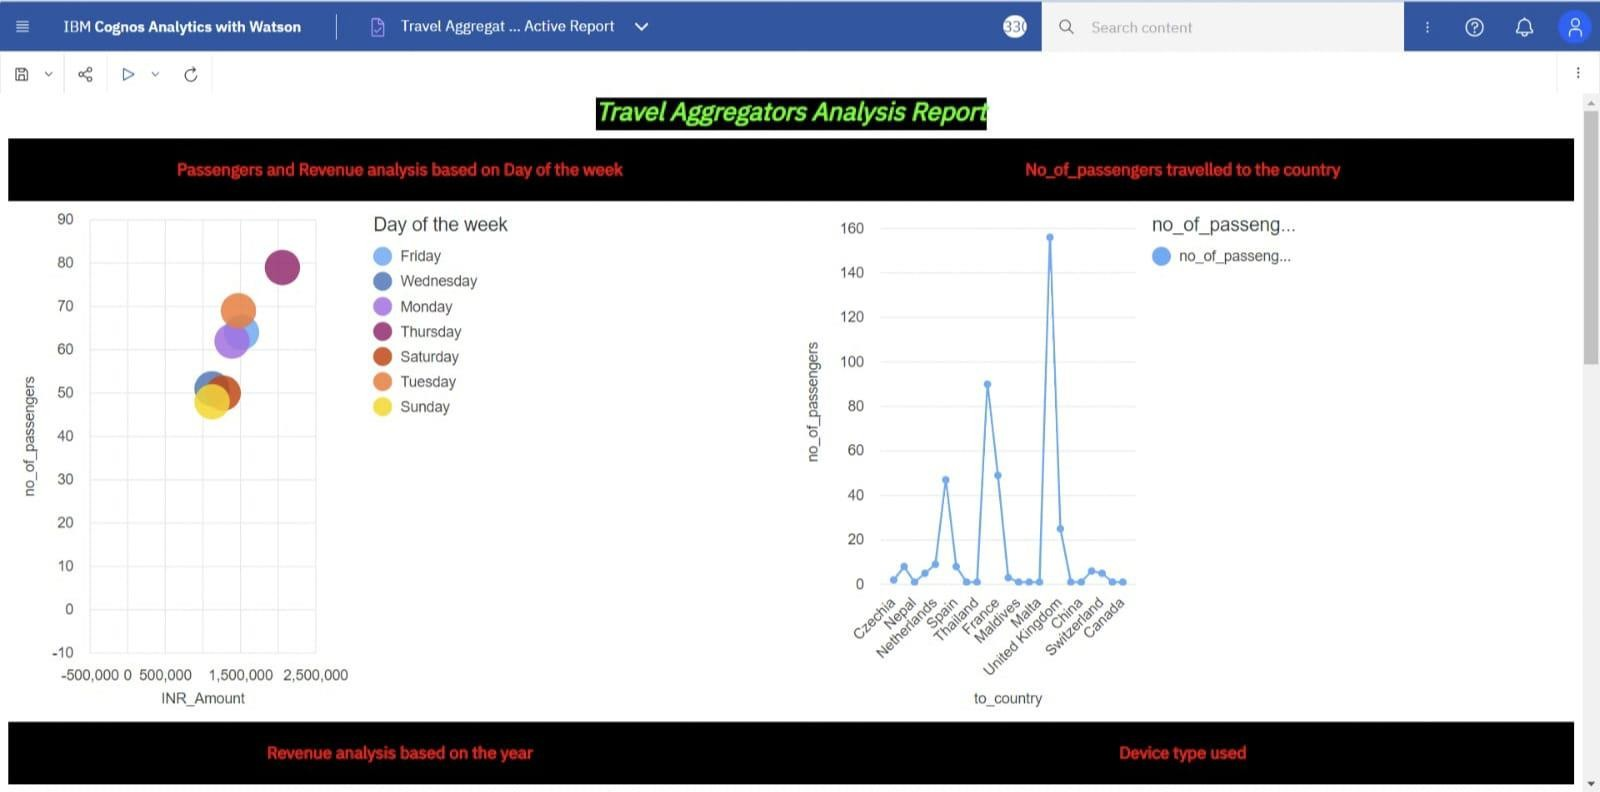 IBM Cognos Analytics with Watson
Travel Aggregat ... Active Report
Search content
Travel Aggregators Analysis Report
Passengers and Revenue analysis based on Day of the week
No_of_passengers travelled to the country
90
80
70
60
50
40
30
20
10
0
-10
no_of_passengers
-500,000 0 500,000 1,500,000 2,500,000
INR_Amount
Day of the week
Friday
Wednesday
Monday
Thursday
Saturday
Tuesday
Sunday
160
140
120
100
80
60
40
20
0
no_of_passengers
Czechia
Nepal
Netherlands
Spain
Thailand
France
Maldives
Malta
United Kingdom
China
Switzerland
Canada
to_country
no_of_passeng...
no_of_passeng...
Revenue analysis based on the year
Device type used